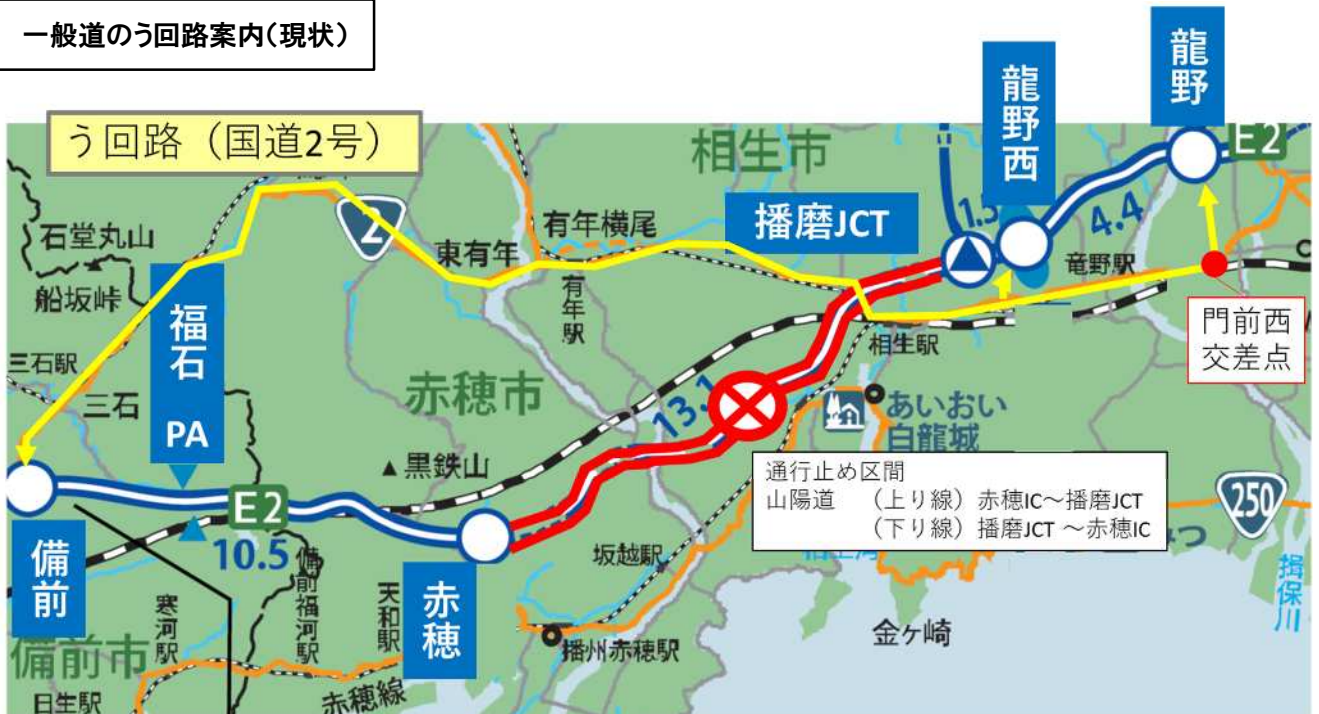 一般道のう回路案内(現状)
う回路（国道2号）
龍野
龍野西
E2
相生市
播磨JCT
4.4
竜野駅
門前西
交差点
石堂丸山
船坂峠
2
東有年
有年横尾
有年駅
三石駅
三石
福石
PA
赤穂市
13.1
相生駅
あいおい
白龍城
▲黒鉄山
E2
10.5
通行止め区間
山陽道 （上り線）赤穂IC～播磨JCT
（下り線）播磨JCT ～赤穂IC
250
揖保川
備前
備前市
寒河駅
備前福河駅
天和駅
赤穂
坂越駅
播州赤穂駅
金ヶ崎
日生駅
赤穂線